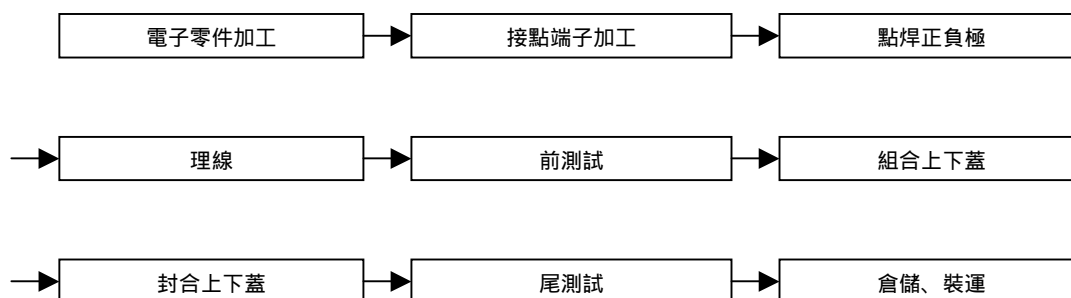 電子零件加工
接點端子加工
點焊正負極
理線
前測試
組合上下蓋
封合上下蓋
尾測試
倉儲、裝運